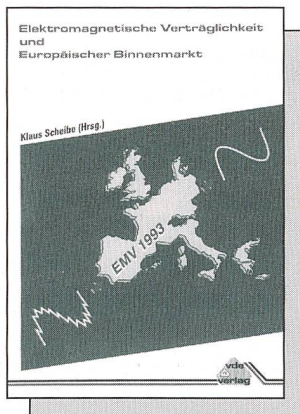 Elektromagnetische Verträglichkeit
und
Europäischer Binnenmarkt
Klaus Scheibe (Hrsg.)
EMV 1993
vde
verlag